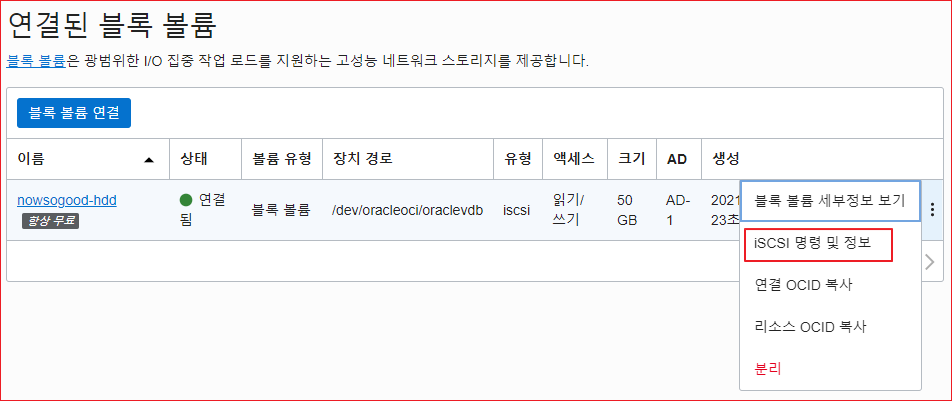 연결된 블록 볼륨
블록 볼륨은 광범위한 I/O 집중 작업 로드를 지원하는 고성능 네트워크 스토리지를 제공합니다.
블록 볼륨 연결
이름 상태 볼륨 유형 장치 경로 유형 액세스 크기 AD 생성
nowsogood-hdd
항상 무료
연결
됨
블록 볼륨
/dev/oracleoci/oraclevdb
iscsi
읽기/
쓰기
50
GB
AD-
1
2021
23초
블록 볼륨 세부정보 보기
iSCSI 명령 및 정보
연결 OCID 복사
리소스 OCID 복사
분리